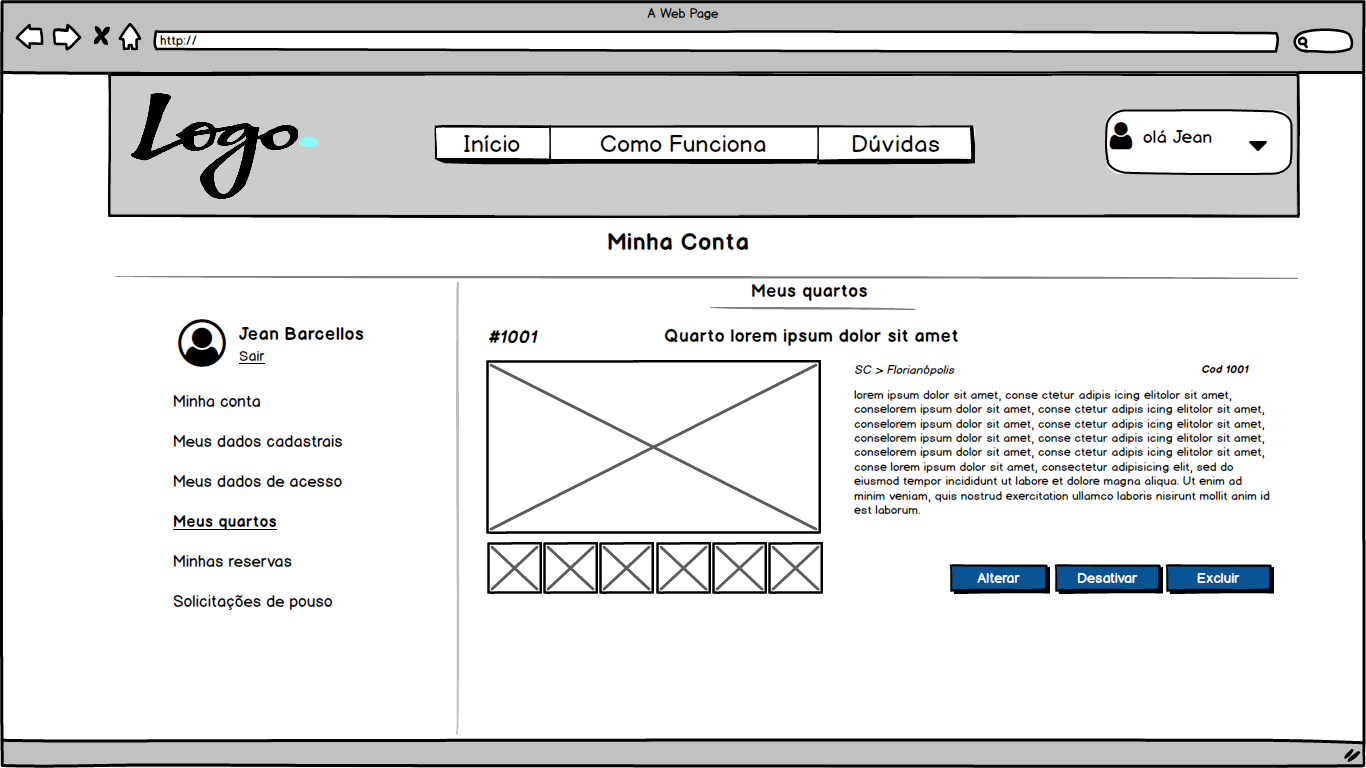 A Web Page
http://
Logo
Início
Como Funciona
Dúvidas
olá Jean
Minha Conta
Meus quartos
Jean Barcellos
Sair
Minha conta
Meus dados cadastrais
Meus dados de acesso
Meus quartos
Minhas reservas
Solicitações de pouso
#1001
Quarto lorem ipsum dolor sit amet
SC > Florianópolis
Cod 1001
lorem ipsum dolor sit amet, conse ctetur adipis icing elitolor sit amet,
conselorem ipsum dolor sit amet, conse ctetur adipis icing elitolor sit amet,
conselorem ipsum dolor sit amet, conse ctetur adipis icing elitolor sit amet,
conselorem ipsum dolor sit amet, conse ctetur adipis icing elitolor sit amet,
conselorem ipsum dolor sit amet, conse ctetur adipis icing elitolor sit amet,
conse lorem ipsum dolor sit amet, consectetur adipisicing elit, sed do
eiusmod tempor incididunt ut labore et dolore magna aliqua. Ut enim ad
minim veniam, quis nostrud exercitation ullamco laboris nisirunt mollit anim id
est laborum.
Alterar
Desativar
Excluir